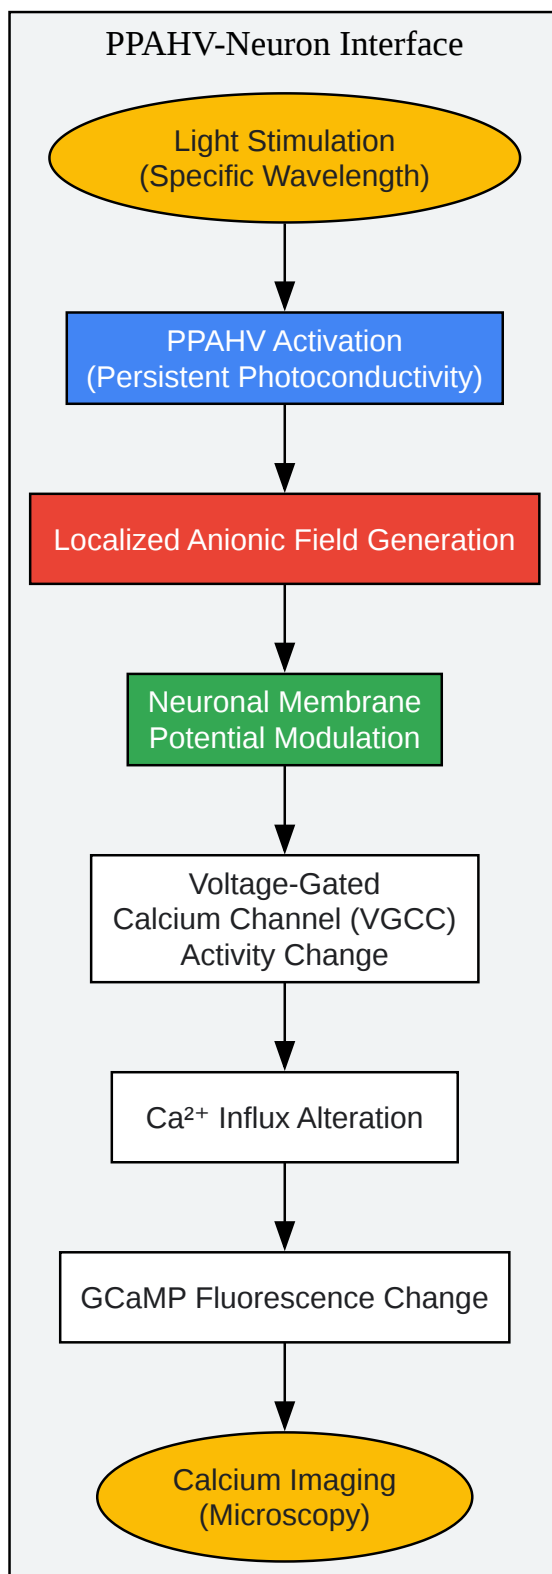 PPAHV-Neuron Interface
Light Stimulation
(Specific Wavelength)
PPAHV Activation
(Persistent Photoconductivity)
Localized Anionic Field Generation
Neuronal Membrane
Potential Modulation
Voltage-Gated
Calcium Channel (VGCC)
Activity Change
Ca²⁺ Influx Alteration
GCaMP Fluorescence Change
Calcium Imaging
(Microscopy)